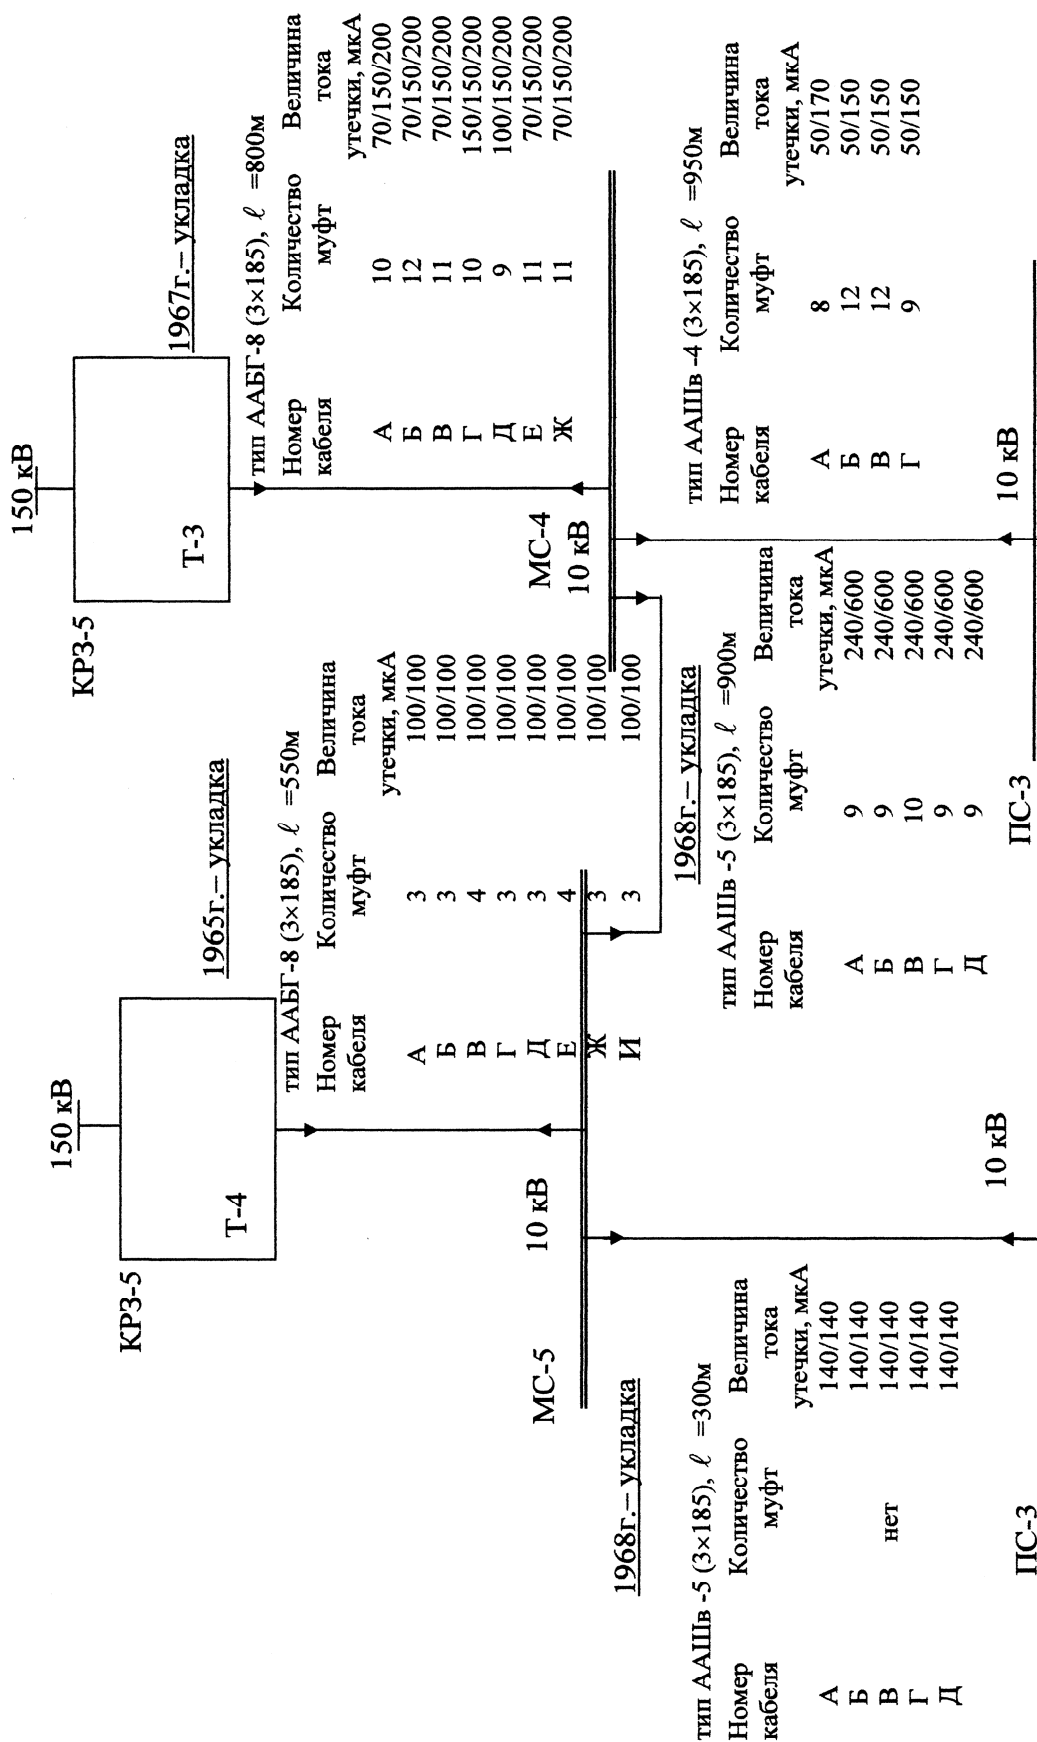 КРЗ-5
150 кВ
Т-4
1965г.– укладка
тип ААБГ-8 (3×185), ℓ =550м
Номер кабеля Количество муфт Величина тока утечки, мкА
А 3 100/100
Б 3 100/100
В 4 100/100
Г 3 100/100
Д 3 100/100
Е 4 100/100
Ж 3 100/100
И 3 100/100
КРЗ-5
150 кВ
Т-3
1967г.– укладка
тип ААБГ-8 (3×185), ℓ =800м
Номер кабеля Количество муфт Величина тока утечки, мкА
А 10 70/150/200
Б 12 70/150/200
В 11 70/150/200
Г 10 150/150/200
Д 9 100/150/200
Е 11 70/150/200
Ж 11 70/150/200
МС-5
10 кВ
МС-4
10 кВ
1968г.– укладка
тип ААШв -5 (3×185), ℓ =300м
Номер кабеля Количество муфт Величина тока утечки, мкА
А 140/140
Б 140/140
В нет 140/140
Г 140/140
Д 140/140
ПС-3
10 кВ
1968г.– укладка
тип ААШв -5 (3×185), ℓ =900м
Номер кабеля Количество муфт Величина тока утечки, мкА
А 9 240/600
Б 9 240/600
В 10 240/600
Г 9 240/600
Д 9 240/600
тип ААШв -4 (3×185), ℓ =950м
Номер кабеля Количество муфт Величина тока утечки, мкА
А 8 50/170
Б 12 50/150
В 12 50/150
Г 9 50/150
ПС-3
10 кВ